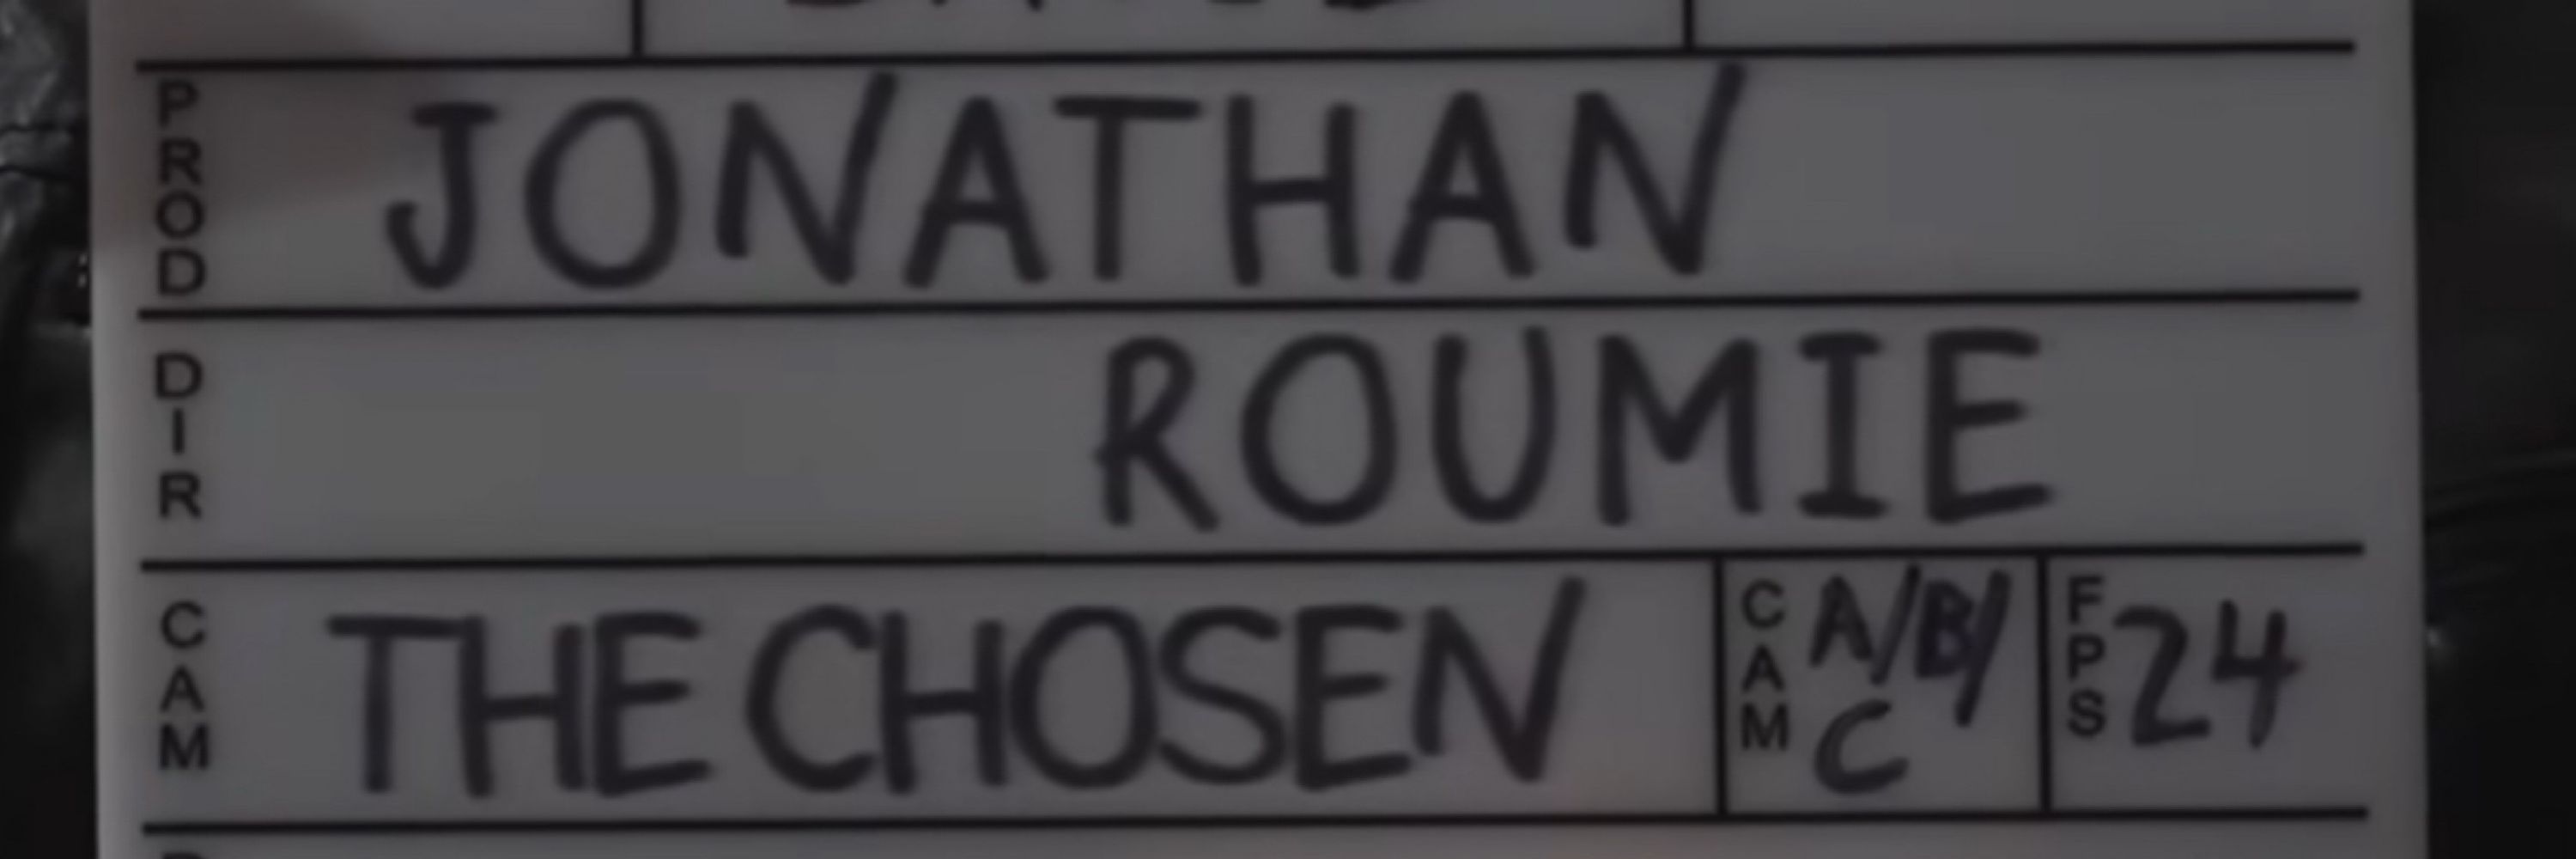 PROD JONATHAN
DIR ROUMIE
CAM THE CHOSEN CAM A/B/C FPS 24